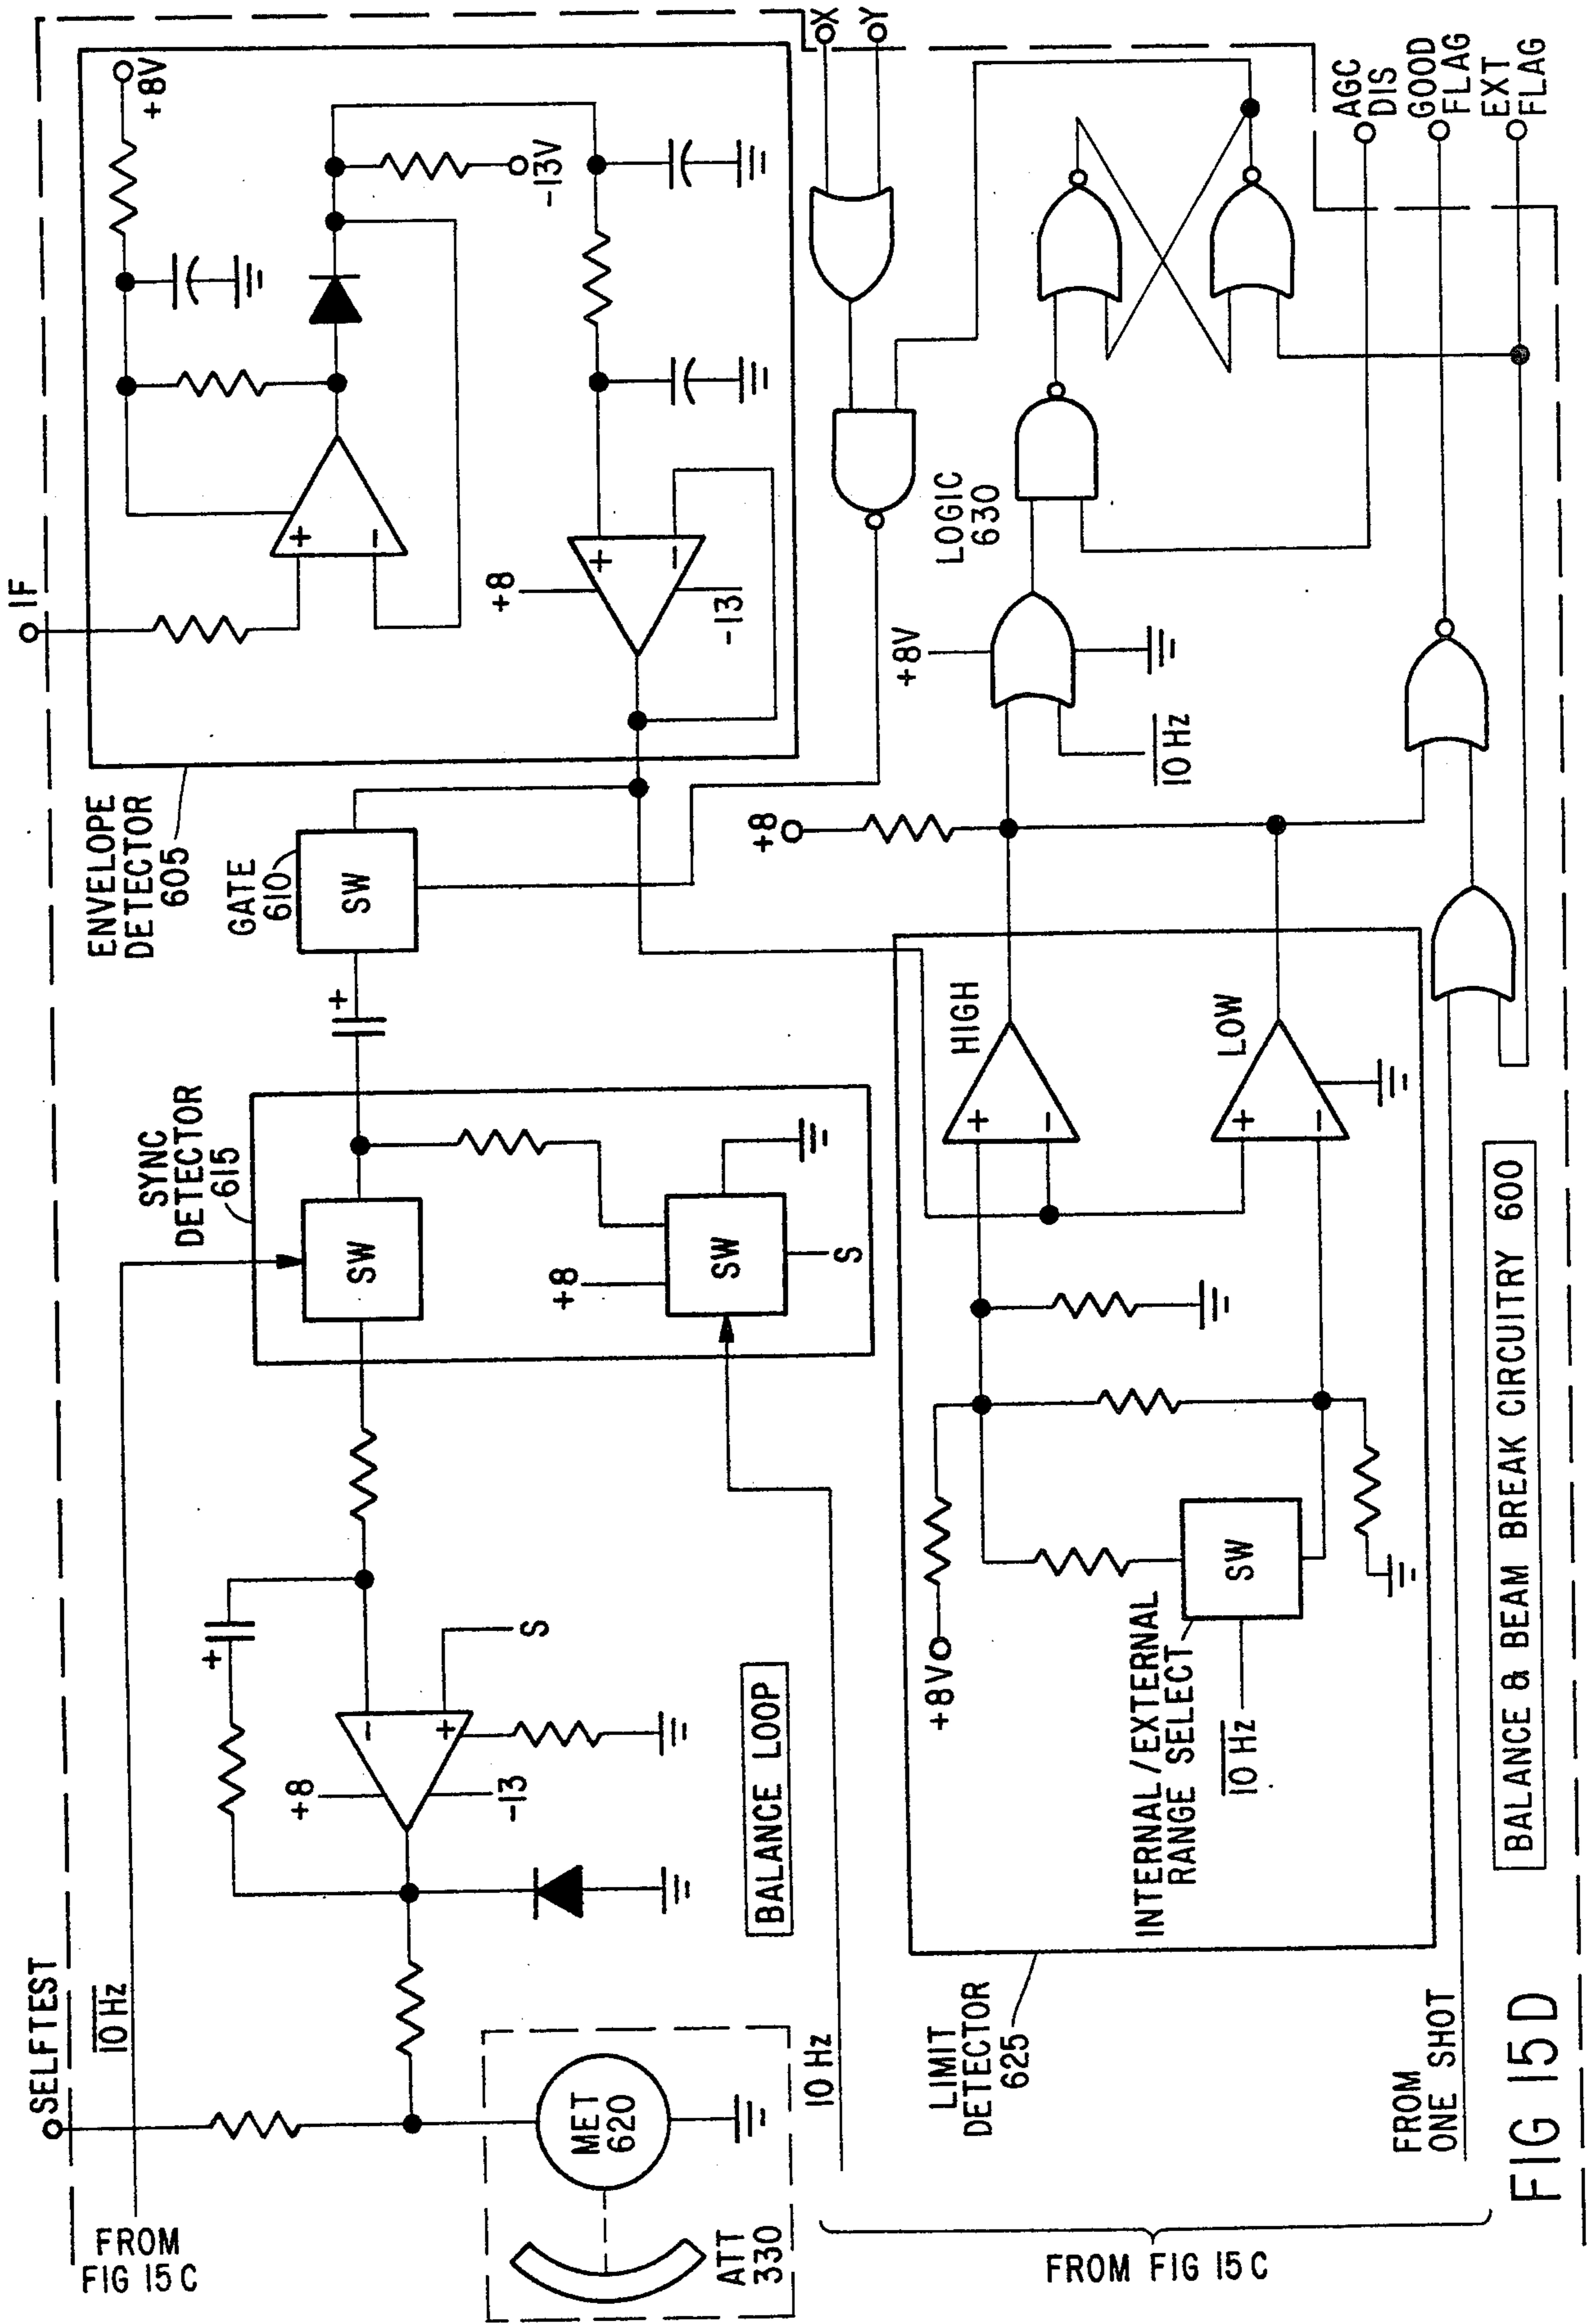 SELFTEST
10 Hz
FROM
FIG 15 C
IF
+8V
-13V
ENVELOPE
DETECTOR
605
GATE
610
SW
+
SYNC
DETECTOR
615
SW
+8
SW
S
+
-
+8
+
-
-13
+
+8
-
+
-13
S
MET
620
ATT
330
BALANCE LOOP
10 Hz
X
Y
LOGIC
630
+8V
10 Hz
+8
LIMIT
DETECTOR
625
HIGH
+
-
LOW
+
-
+8V
INTERNAL/EXTERNAL
RANGE SELECT
SW
10 Hz
AGC
DIS
GOOD
FLAG
EXT
FLAG
FROM
ONE SHOT
FROM FIG 15 C
BALANCE & BEAM BREAK CIRCUITRY 600
FIG 15D